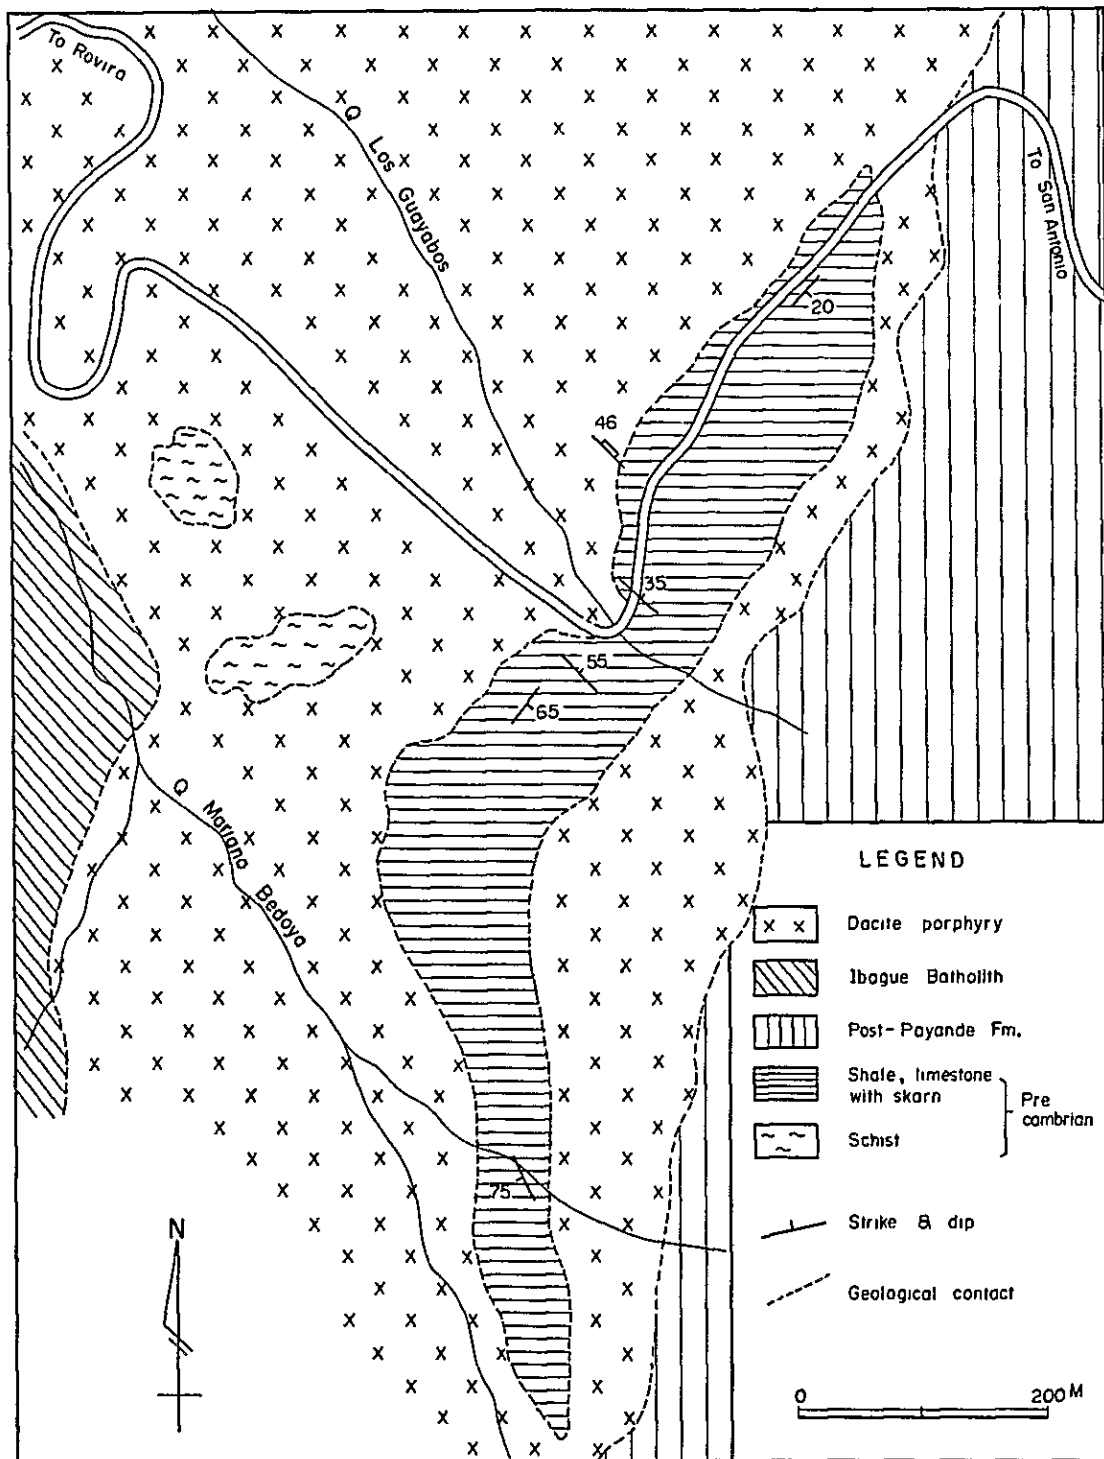 To Rovira
Q Los Guayabos
To San Antonio
20
46
35
55
65
Q Mariana Bedoya
75
N
LEGEND
x x Dacite porphyry
Ibague Batholith
Post-Payande Fm.
Shale, limestone
with skarn
Pre
cambrian
Schist
Strike & dip
Geological contact
0 200 M